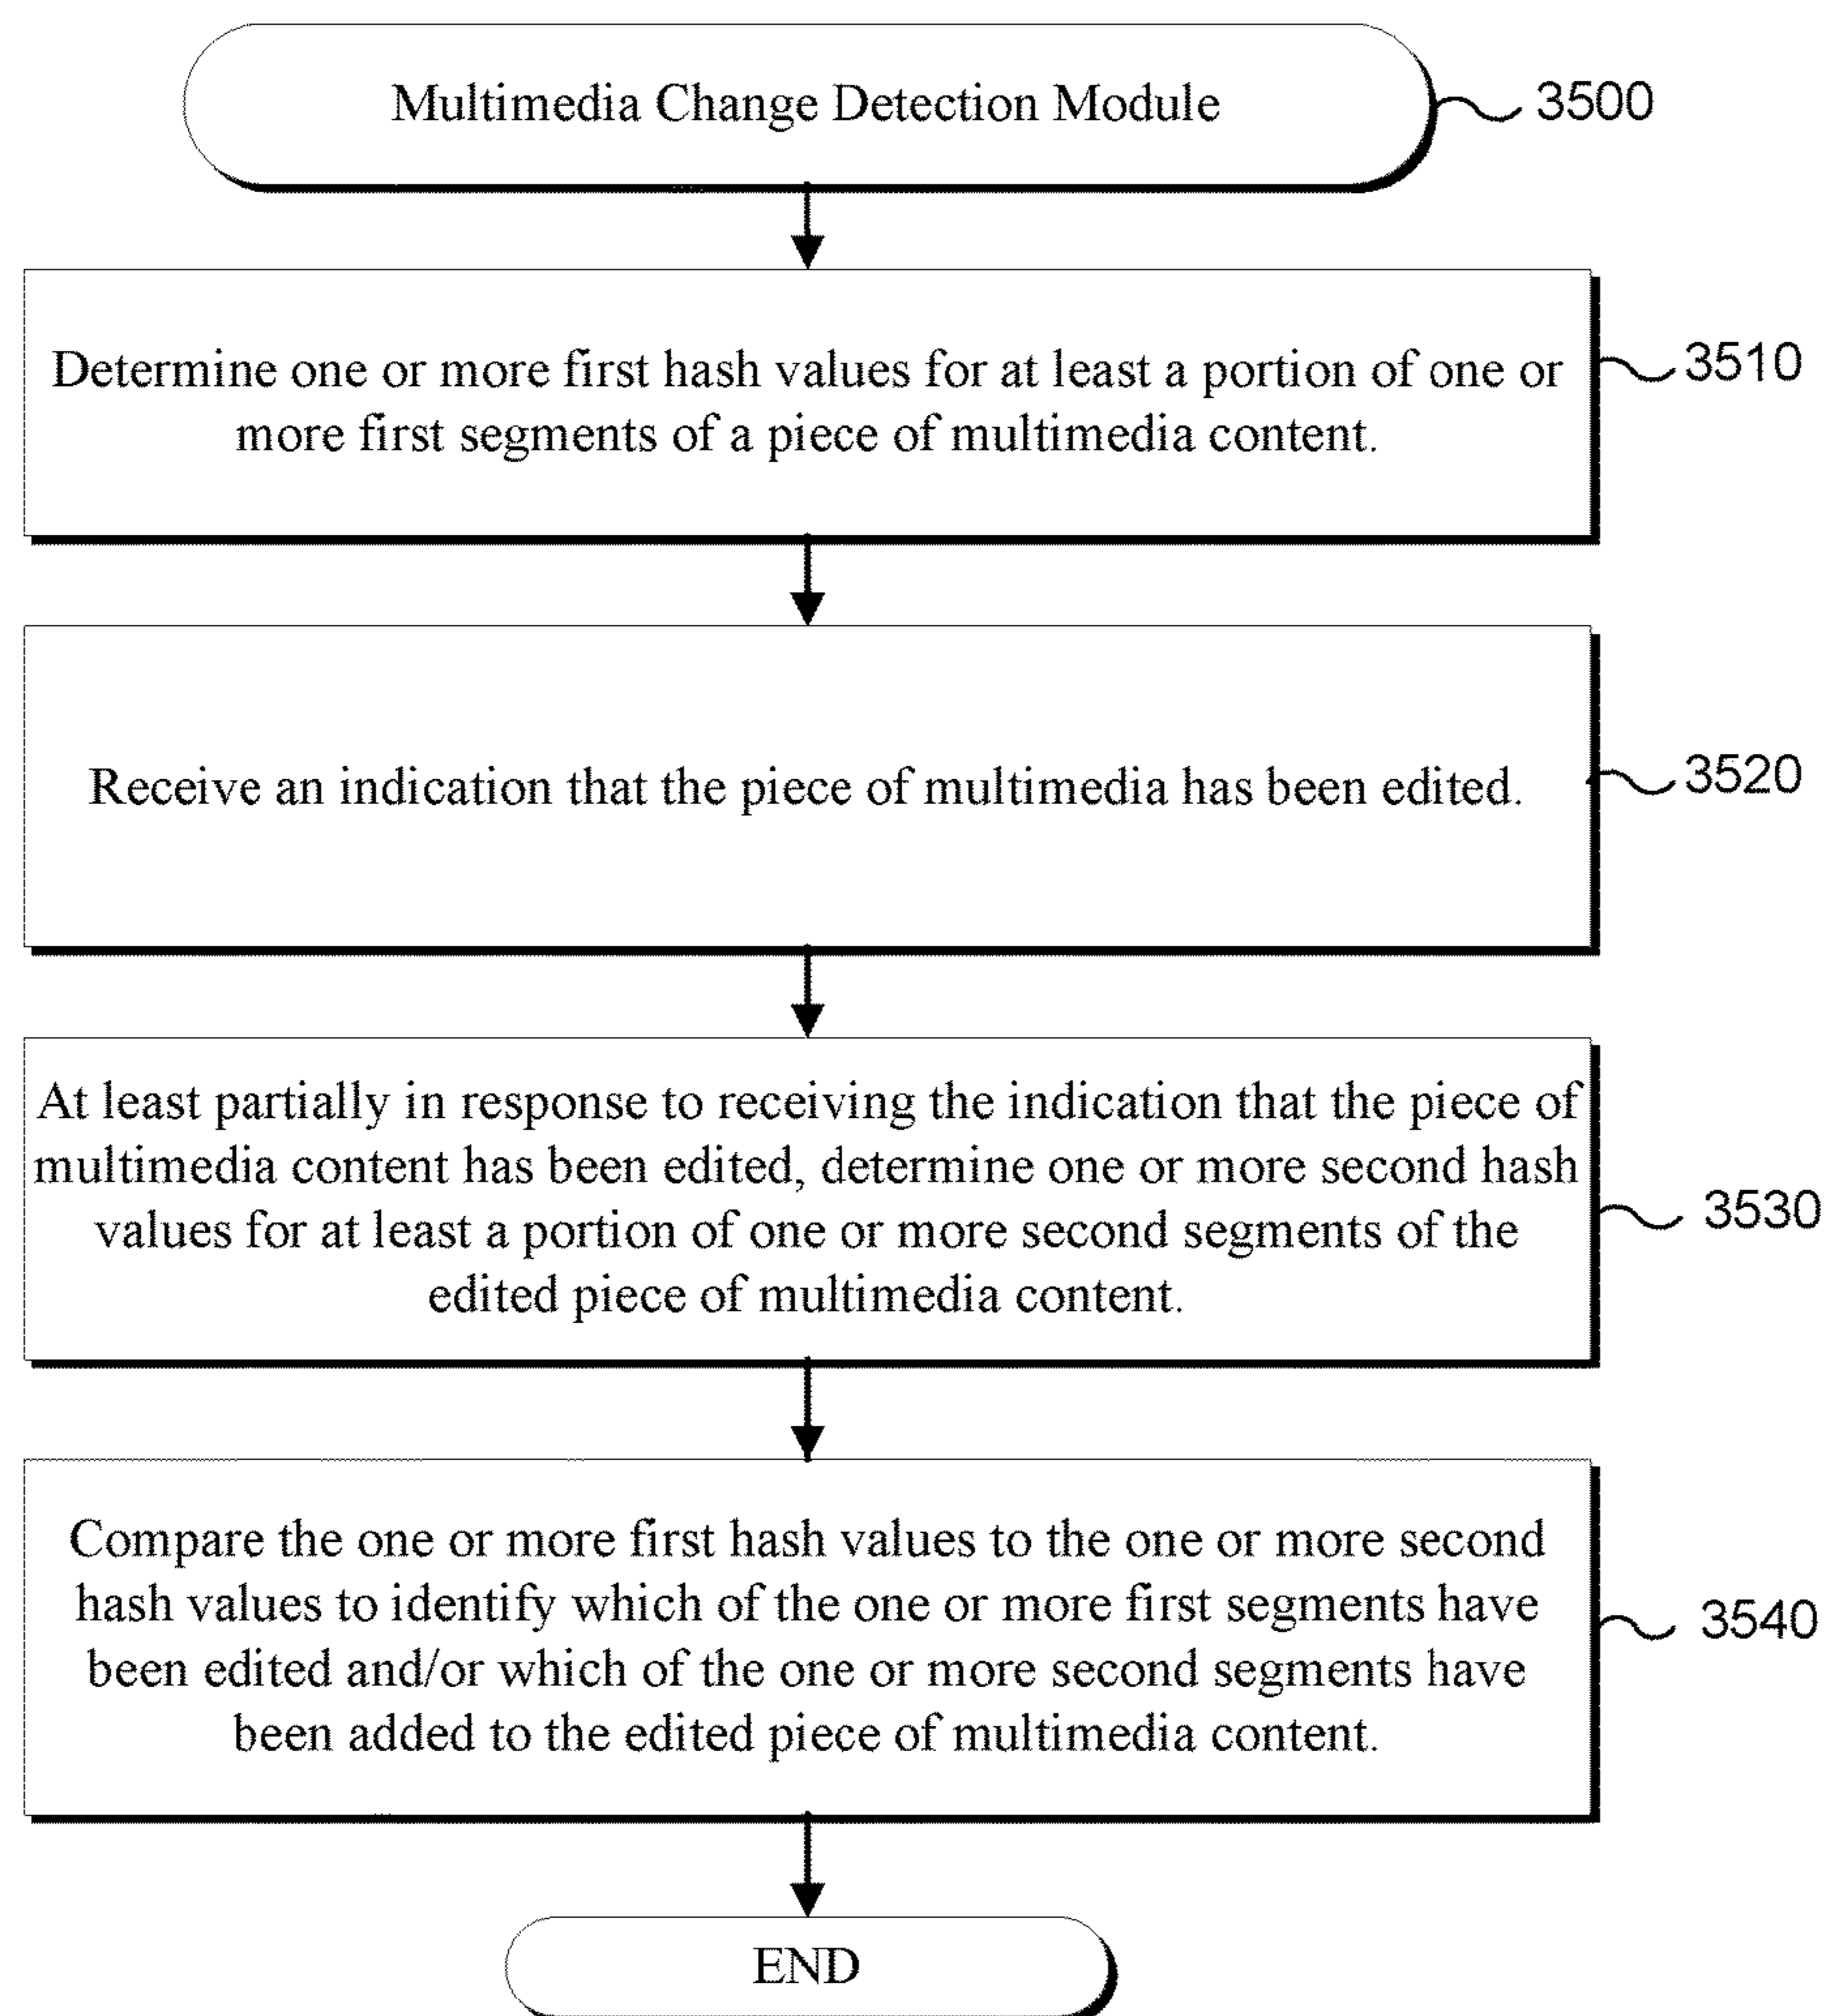 Multimedia Change Detection Module
3500
Determine one or more first hash values for at least a portion of one or
more first segments of a piece of multimedia content.
3510
Receive an indication that the piece of multimedia has been edited.
3520
At least partially in response to receiving the indication that the piece of
multimedia content has been edited, determine one or more second hash
values for at least a portion of one or more second segments of the
edited piece of multimedia content.
3530
Compare the one or more first hash values to the one or more second
hash values to identify which of the one or more first segments have
been edited and/or which of the one or more second segments have
been added to the edited piece of multimedia content.
3540
END